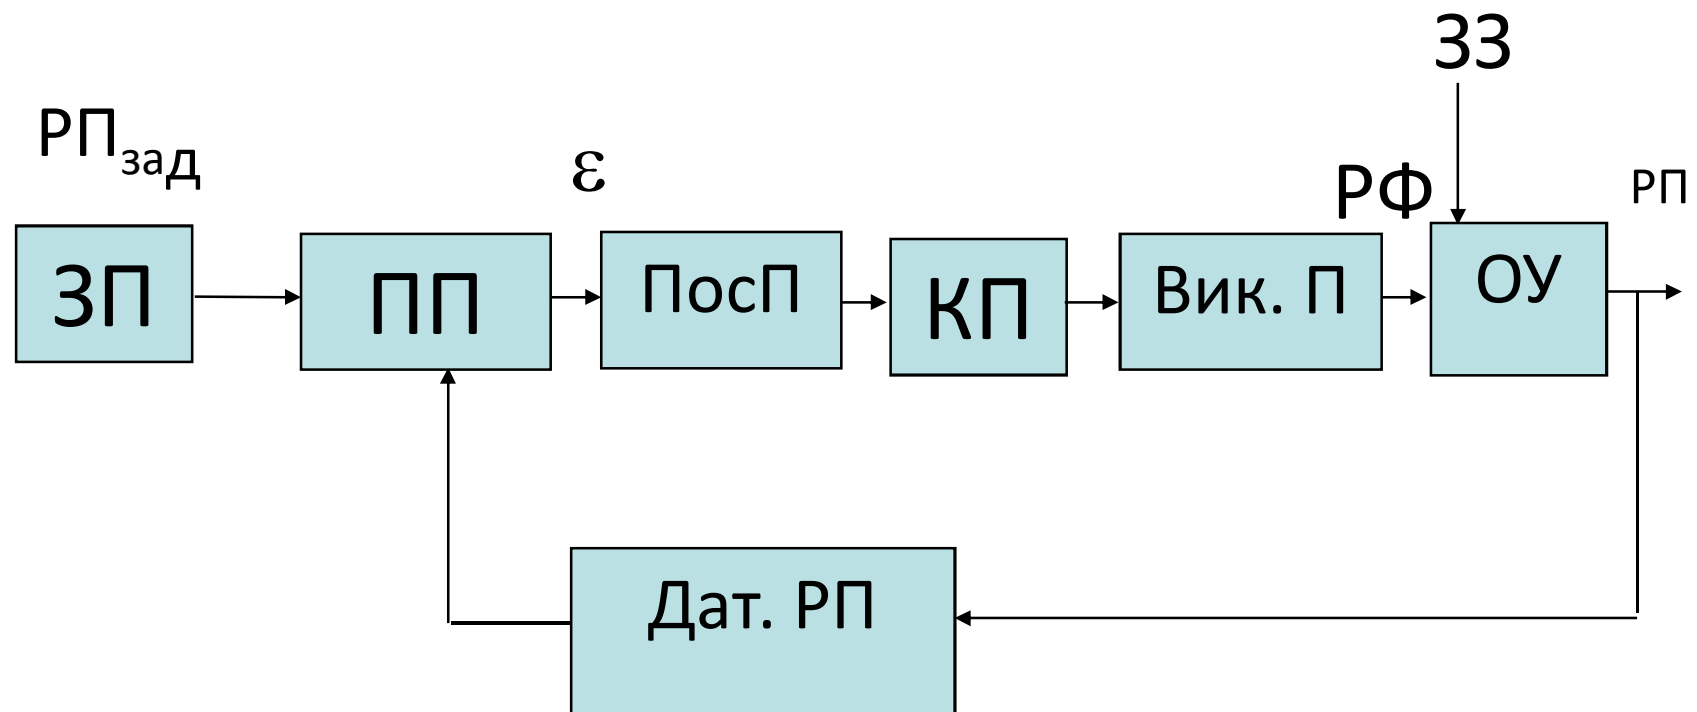 ЗЗ
РПзад
ε
РФ
РП
ЗП
ПП
ПосП
КП
Вик. П
ОУ
Дат. РП